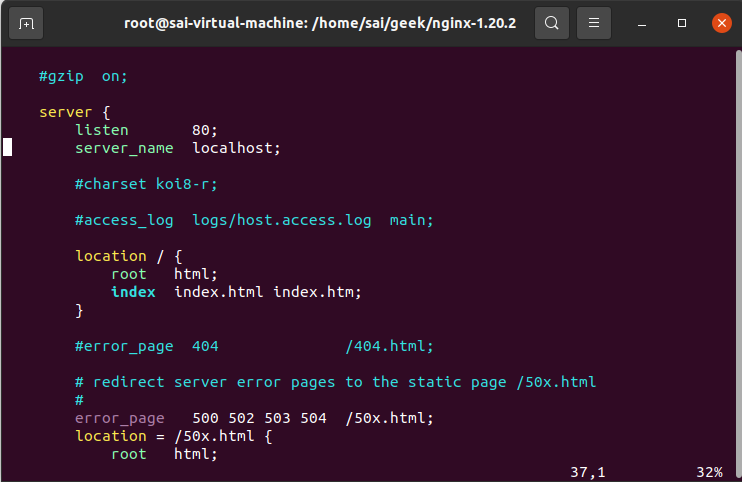 root@sai-virtual-machine: /home/sai/geek/nginx-1.20.2
#gzip  on;
server {
listen       80;
server_name  localhost;
#charset koi8-r;
#access_log  logs/host.access.log  main;
location / {
root   html;
index  index.html index.htm;
}
#error_page  404              /404.html;
# redirect server error pages to the static page /50x.html
#
error_page   500 502 503 504  /50x.html;
location = /50x.html {
root   html;
37,1          32%